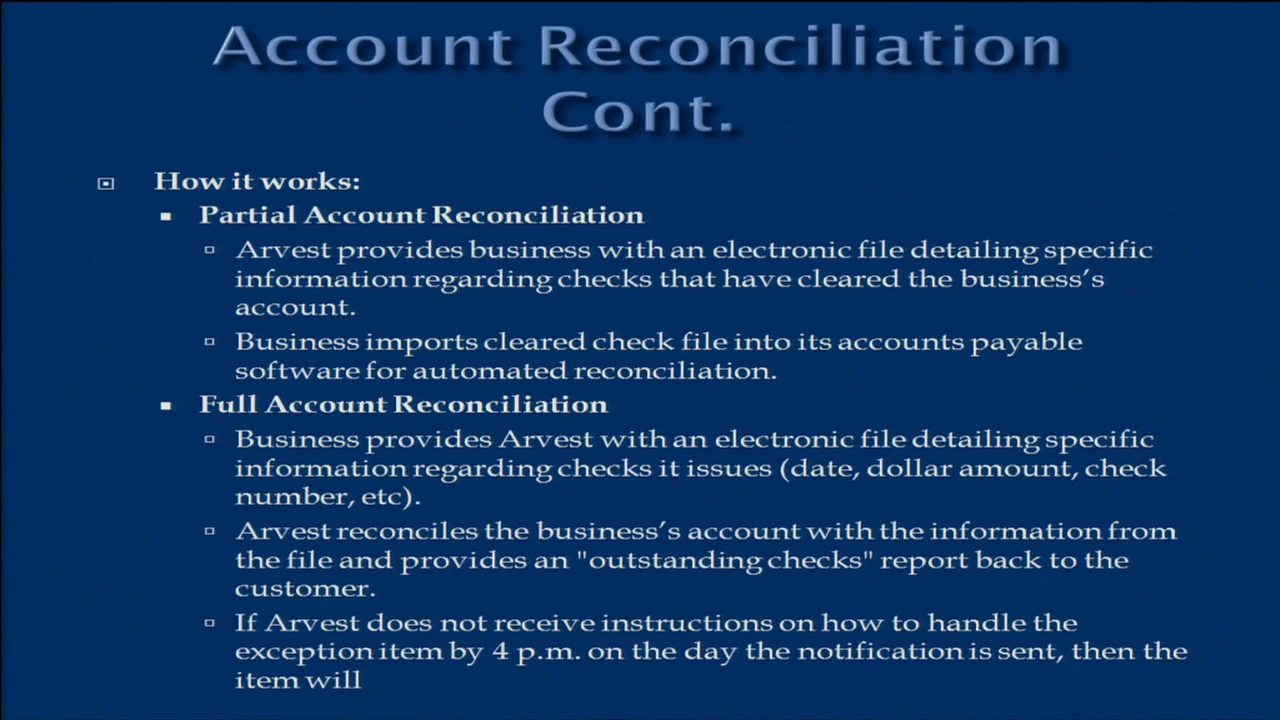 Account Reconciliation
Cont.
How it works:
Partial Account Reconciliation
Arvest provides business with an electronic file detailing specific
information regarding checks that have cleared the business’s
account.
Business imports cleared check file into its accounts payable
software for automated reconciliation.
Full Account Reconciliation
Business provides Arvest with an electronic file detailing specific
information regarding checks it issues (date, dollar amount, check
number, etc).
Arvest reconciles the business’s account with the information from
the file and provides an "outstanding checks" report back to the
customer.
If Arvest does not receive instructions on how to handle the
exception item by 4 p.m. on the day the notification is sent, then the
item will